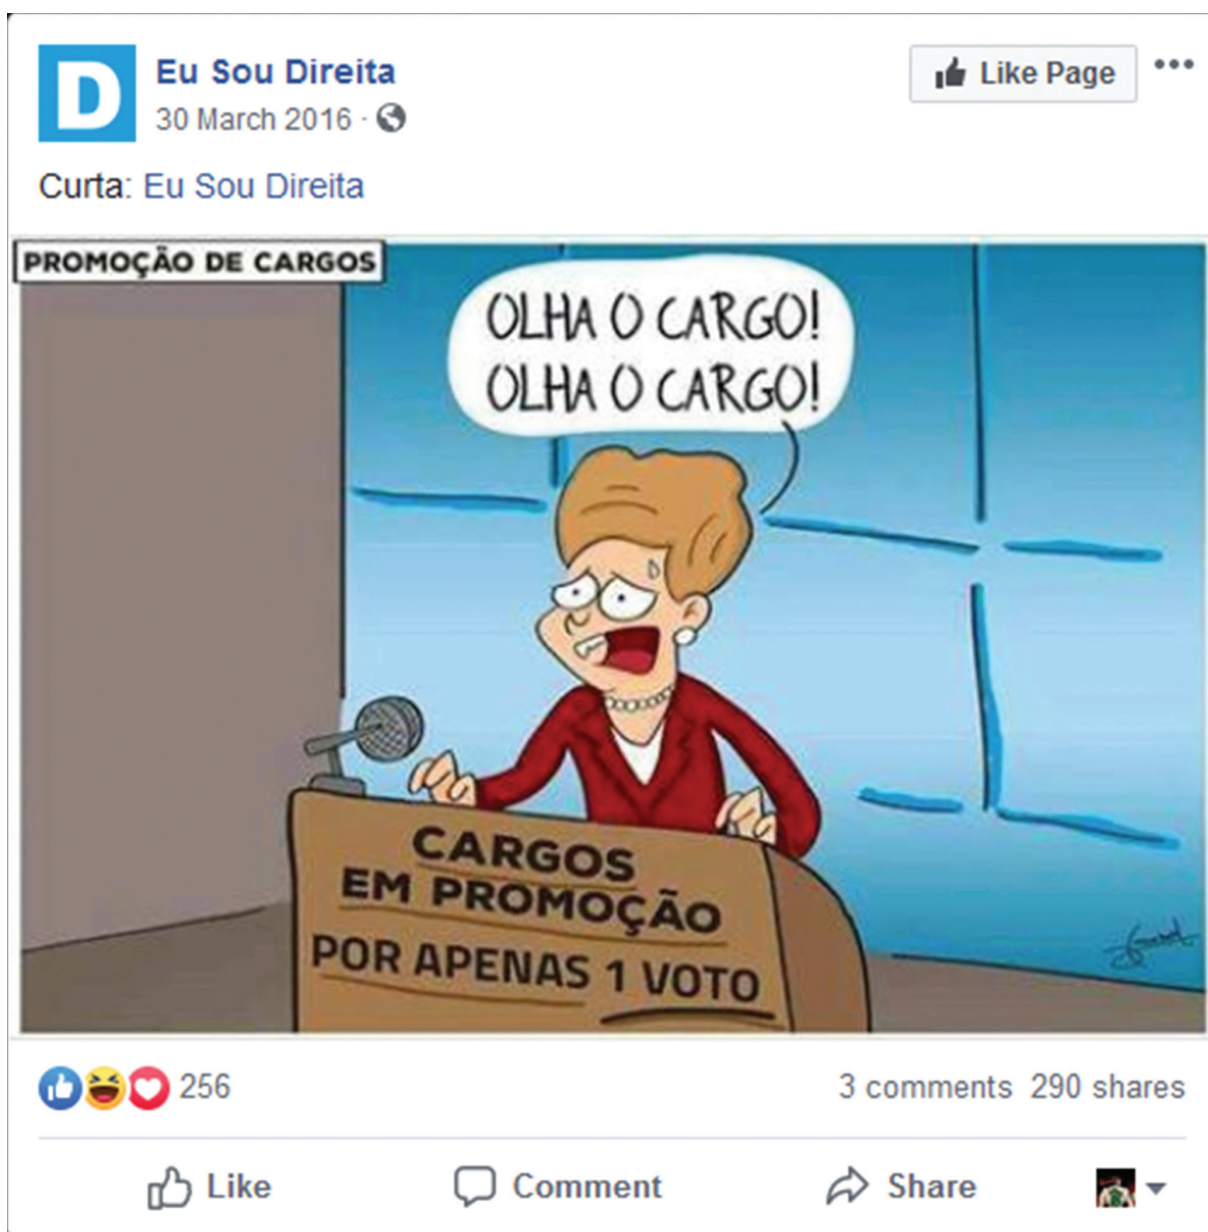 D
Eu Sou Direita
Like Page
30 March 2016
Curta: Eu Sou Direita
PROMOÇÃO DE CARGOS
OLHA O CARGO!
OLHA O CARGO!
CARGOS
EM PROMOÇÃO
POR APENAS 1 VOTO
256
3 comments 290 shares
Like
Comment
Share